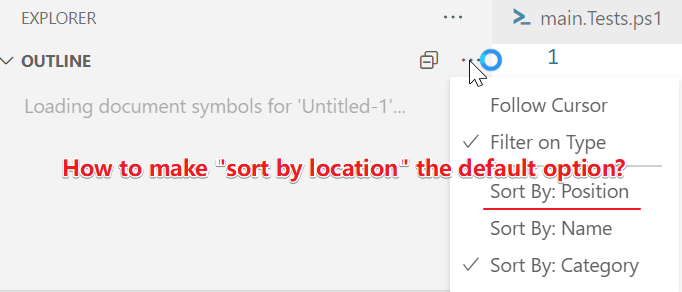 EXPLORER
main.Tests.ps1
OUTLINE
1
Loading document symbols for 'Untitled-1'...
Follow Cursor
Filter on Type
How to make "sort by location" the default option?
Sort By: Position
Sort By: Name
Sort By: Category